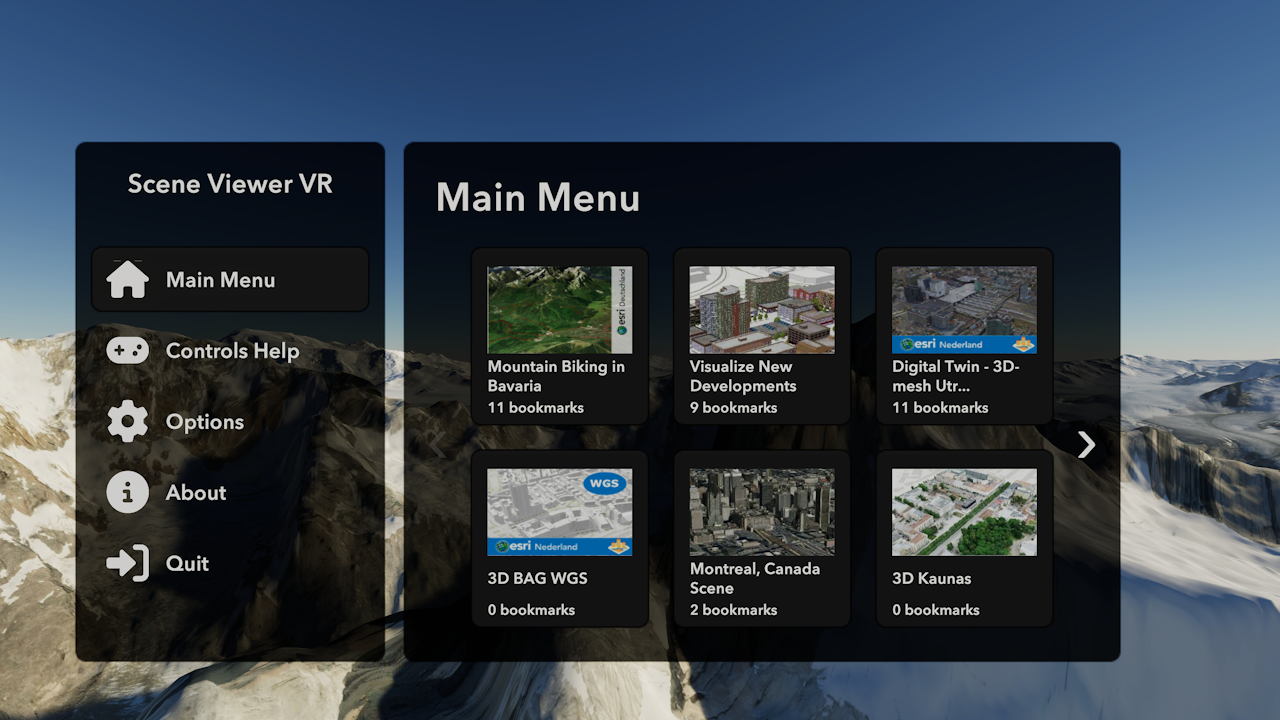 Scene Viewer VR
Main Menu
Controls Help
Options
About
Quit
Main Menu
esri Deutschland
Mountain Biking in
Bavaria
11 bookmarks
Visualize New
Developments
9 bookmarks
esri Nederland
Digital Twin - 3D-
mesh Utr...
11 bookmarks
WGS
esri Nederland
3D BAG WGS
0 bookmarks
Montreal, Canada
Scene
2 bookmarks
3D Kaunas
0 bookmarks